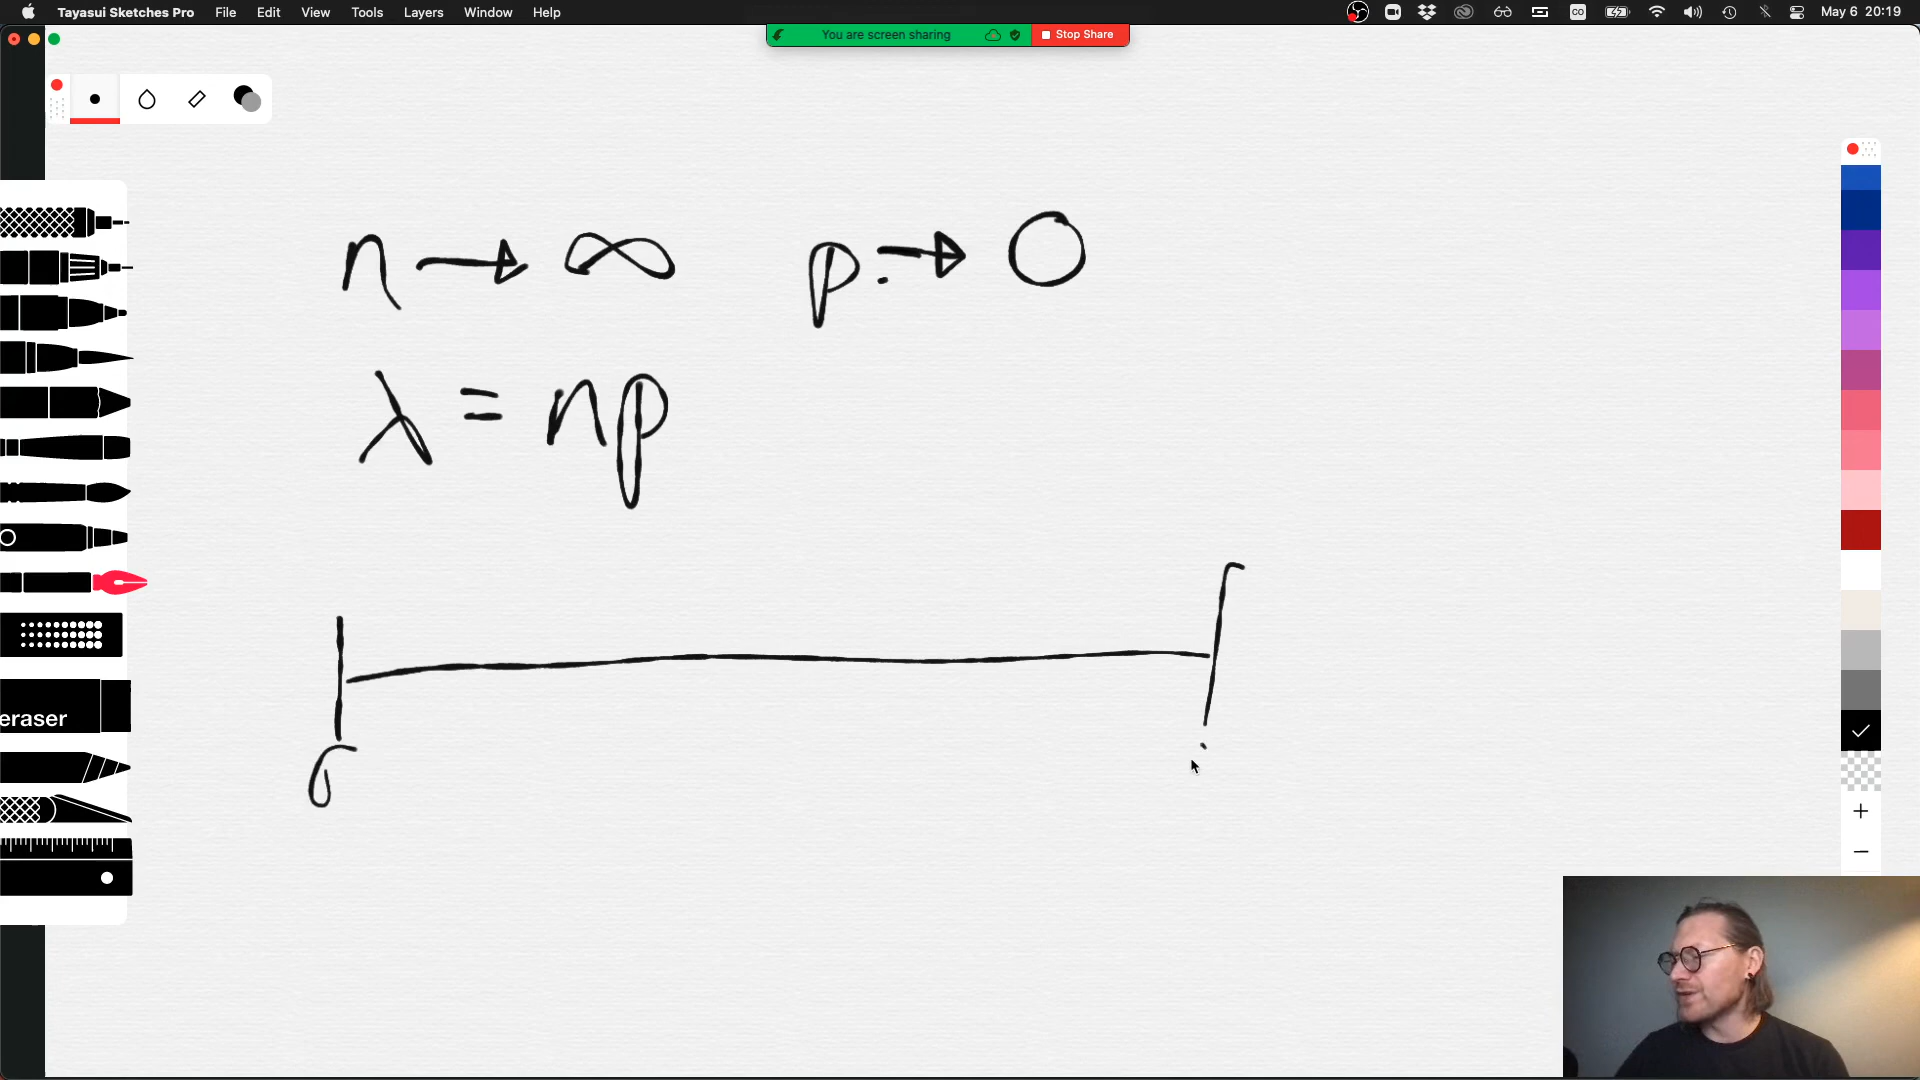 Tayasui Sketches Pro File Edit View Tools Layers Window Help May 6 20:19
You are screen sharing Stop Share
n → ∞ p → 0
λ = np
0
eraser